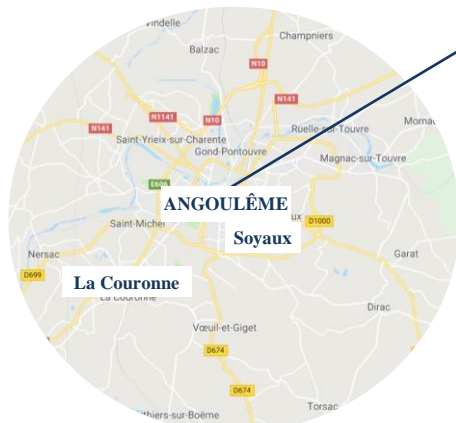 Vindelle
Champniers
Balzac
N10
N141
N1141
N10
N141
Ruelle-sur-Touvre
Mornac
Saint-Yrieix-sur-Charente
Gond-Pontouvre
Magnac-sur-Touvre
E606
ANGOULÊME
Saint-Michel
D1000
Soyaux
Nersac
Garat
D699
La Couronne
La Couronne
Dirac
Vœuil-et-Giget
D674
D674
Torsac